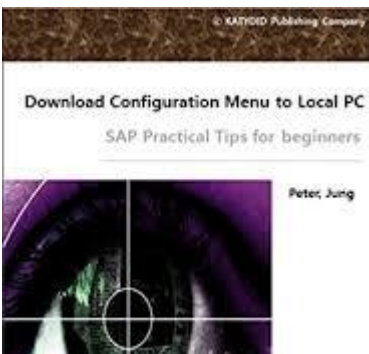 © KATYDID Publishing Company
Download Configuration Menu to Local PC
SAP Practical Tips for beginners
Peter, Jung